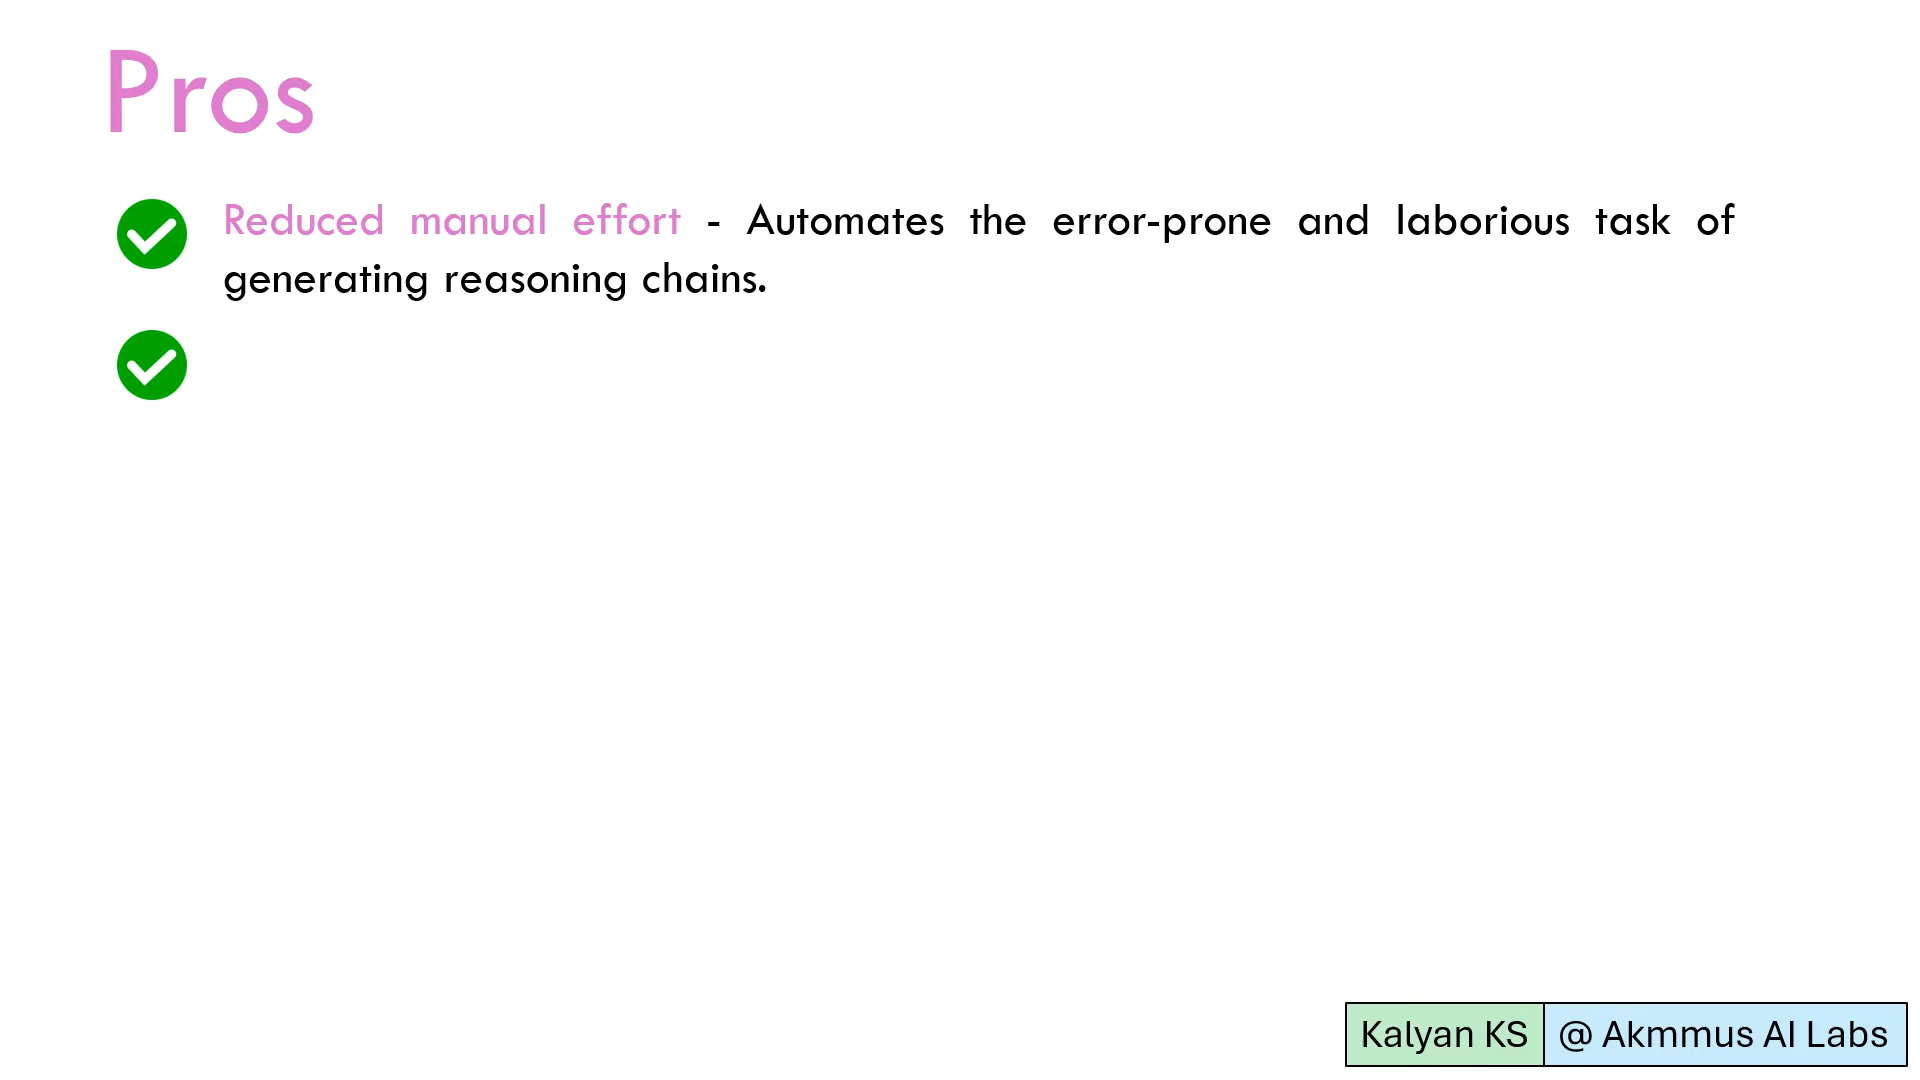 Pros
Reduced manual effort - Automates the error-prone and laborious task of
generating reasoning chains.
Kalyan KS @ Akmmus AI Labs